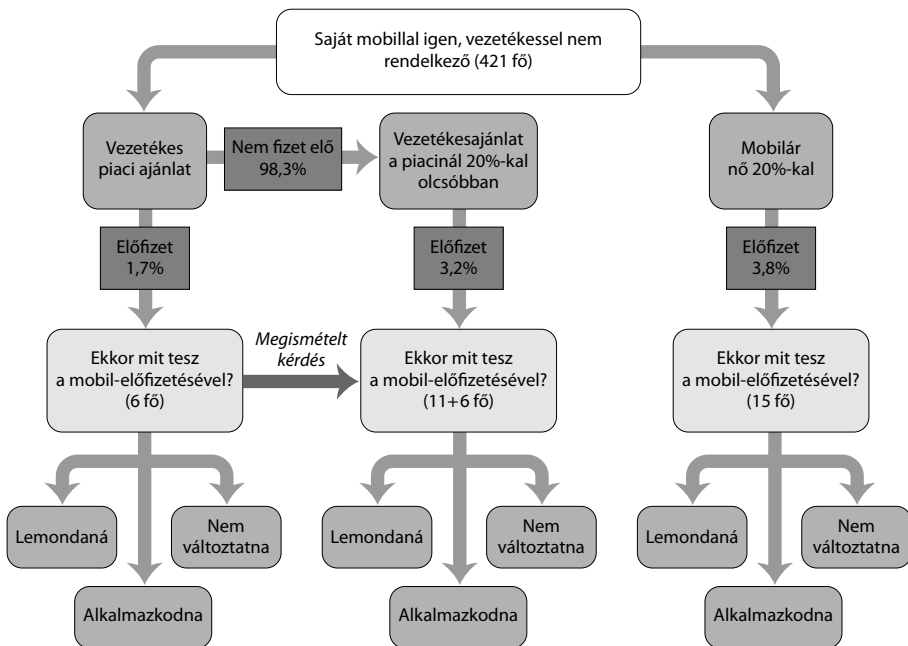 Saját mobillal igen, vezetékessel nem
rendelkező (421 fő)
Vezetékes
piaci ajánlat
Nem fizet elő
98,3%
Vezetékesajánlat
a piacinál 20%-kal
olcsóbban
Mobilár
nő 20%-kal
Előfizet
1,7%
Előfizet
3,2%
Előfizet
3,8%
Ekkor mit tesz
a mobil-előfizetésével?
(6 fő)
Megismételt
kérdés
Ekkor mit tesz
a mobil-előfizetésével?
(11+6 fő)
Ekkor mit tesz
a mobil-előfizetésével?
(15 fő)
Lemondaná
Nem
változtatna
Lemondaná
Nem
változtatna
Lemondaná
Nem
változtatna
Alkalmazkodna
Alkalmazkodna
Alkalmazkodna